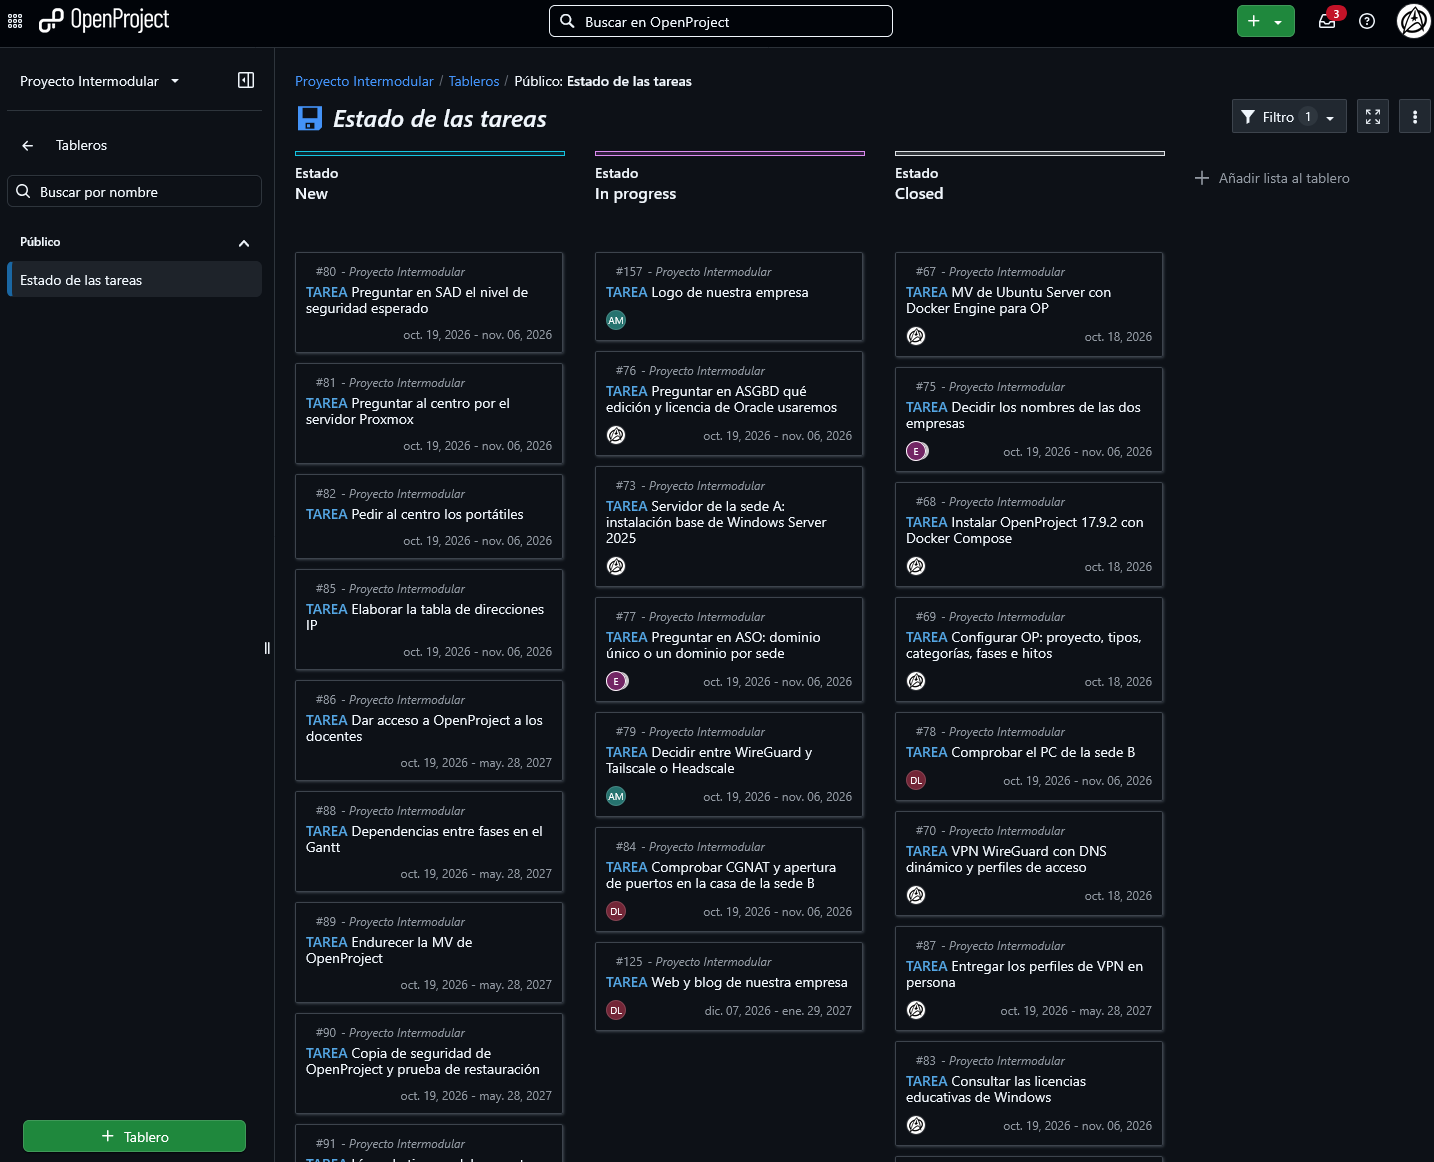 OpenProject
Buscar en OpenProject
3
Proyecto Intermodular
Tableros
Buscar por nombre
Público
Estado de las tareas
Tablero
Proyecto Intermodular / Tableros / Público: Estado de las tareas
Estado de las tareas
Filtro 1
Estado
New
#80 - Proyecto Intermodular
TAREA Preguntar en SAD el nivel de
seguridad esperado
oct. 19, 2026 - nov. 06, 2026
#81 - Proyecto Intermodular
TAREA Preguntar al centro por el
servidor Proxmox
oct. 19, 2026 - nov. 06, 2026
#82 - Proyecto Intermodular
TAREA Pedir al centro los portátiles
oct. 19, 2026 - nov. 06, 2026
#85 - Proyecto Intermodular
TAREA Elaborar la tabla de direcciones
IP
oct. 19, 2026 - nov. 06, 2026
#86 - Proyecto Intermodular
TAREA Dar acceso a OpenProject a los
docentes
oct. 19, 2026 - may. 28, 2027
#88 - Proyecto Intermodular
TAREA Dependencias entre fases en el
Gantt
oct. 19, 2026 - may. 28, 2027
#89 - Proyecto Intermodular
TAREA Endurecer la MV de
OpenProject
oct. 19, 2026 - may. 28, 2027
#90 - Proyecto Intermodular
TAREA Copia de seguridad de
OpenProject y prueba de restauración
oct. 19, 2026 - may. 28, 2027
#91 - Proyecto Intermodular
Estado
In progress
#157 - Proyecto Intermodular
TAREA Logo de nuestra empresa
AM
#76 - Proyecto Intermodular
TAREA Preguntar en ASGBD qué
edición y licencia de Oracle usaremos
oct. 19, 2026 - nov. 06, 2026
#73 - Proyecto Intermodular
TAREA Servidor de la sede A:
instalación base de Windows Server
2025
#77 - Proyecto Intermodular
TAREA Preguntar en ASO: dominio
único o un dominio por sede
E oct. 19, 2026 - nov. 06, 2026
#79 - Proyecto Intermodular
TAREA Decidir entre WireGuard y
Tailscale o Headscale
AM oct. 19, 2026 - nov. 06, 2026
#84 - Proyecto Intermodular
TAREA Comprobar CGNAT y apertura
de puertos en la casa de la sede B
DL oct. 19, 2026 - nov. 06, 2026
#125 - Proyecto Intermodular
TAREA Web y blog de nuestra empresa
DL dic. 07, 2026 - ene. 29, 2027
Estado
Closed
#67 - Proyecto Intermodular
TAREA MV de Ubuntu Server con
Docker Engine para OP
oct. 18, 2026
#75 - Proyecto Intermodular
TAREA Decidir los nombres de las dos
empresas
E oct. 19, 2026 - nov. 06, 2026
#68 - Proyecto Intermodular
TAREA Instalar OpenProject 17.9.2 con
Docker Compose
oct. 18, 2026
#69 - Proyecto Intermodular
TAREA Configurar OP: proyecto, tipos,
categorías, fases e hitos
oct. 18, 2026
#78 - Proyecto Intermodular
TAREA Comprobar el PC de la sede B
DL oct. 19, 2026 - nov. 06, 2026
#70 - Proyecto Intermodular
TAREA VPN WireGuard con DNS
dinámico y perfiles de acceso
oct. 18, 2026
#87 - Proyecto Intermodular
TAREA Entregar los perfiles de VPN en
persona
oct. 19, 2026 - may. 28, 2027
#83 - Proyecto Intermodular
TAREA Consultar las licencias
educativas de Windows
oct. 19, 2026 - nov. 06, 2026
Añadir lista al tablero